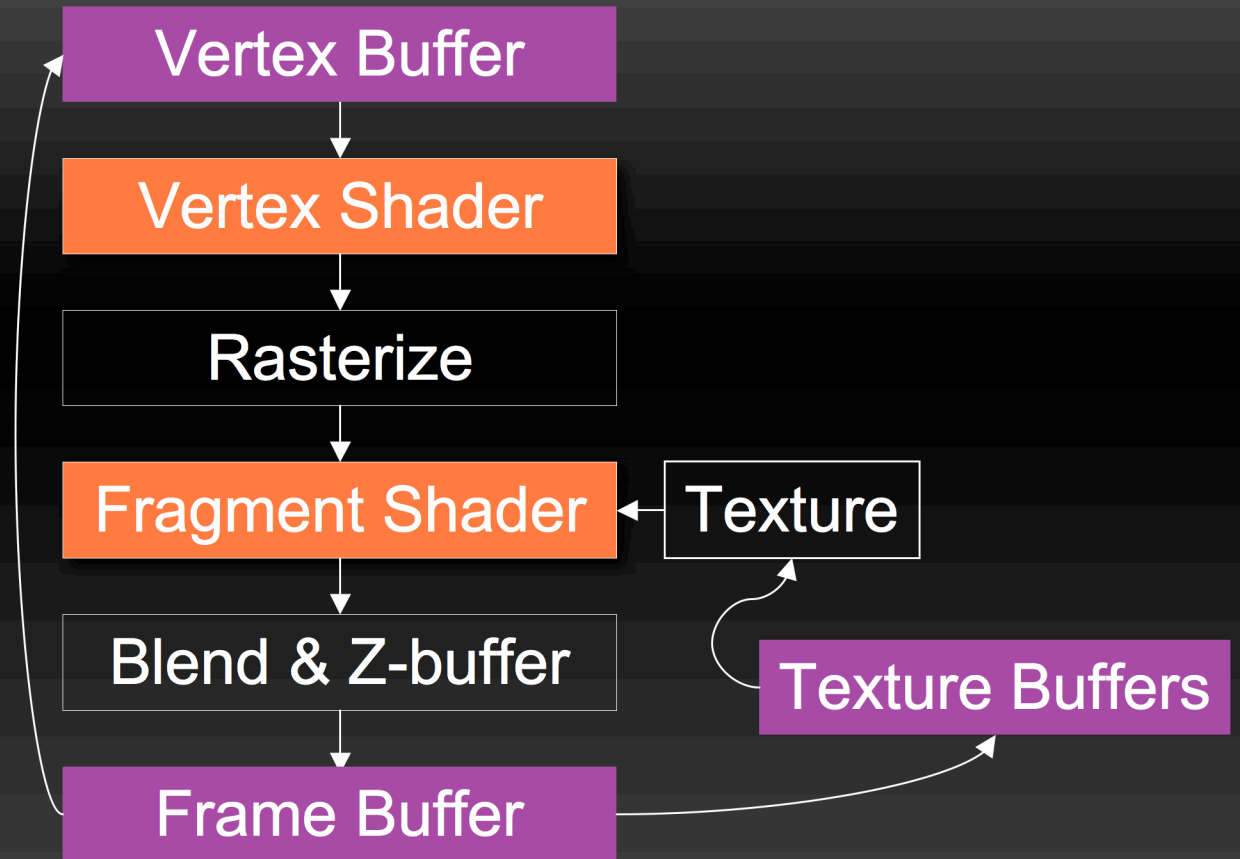 Vertex Buffer
Vertex Shader
Rasterize
Fragment Shader
Texture
Blend & Z-buffer
Texture Buffers
Frame Buffer